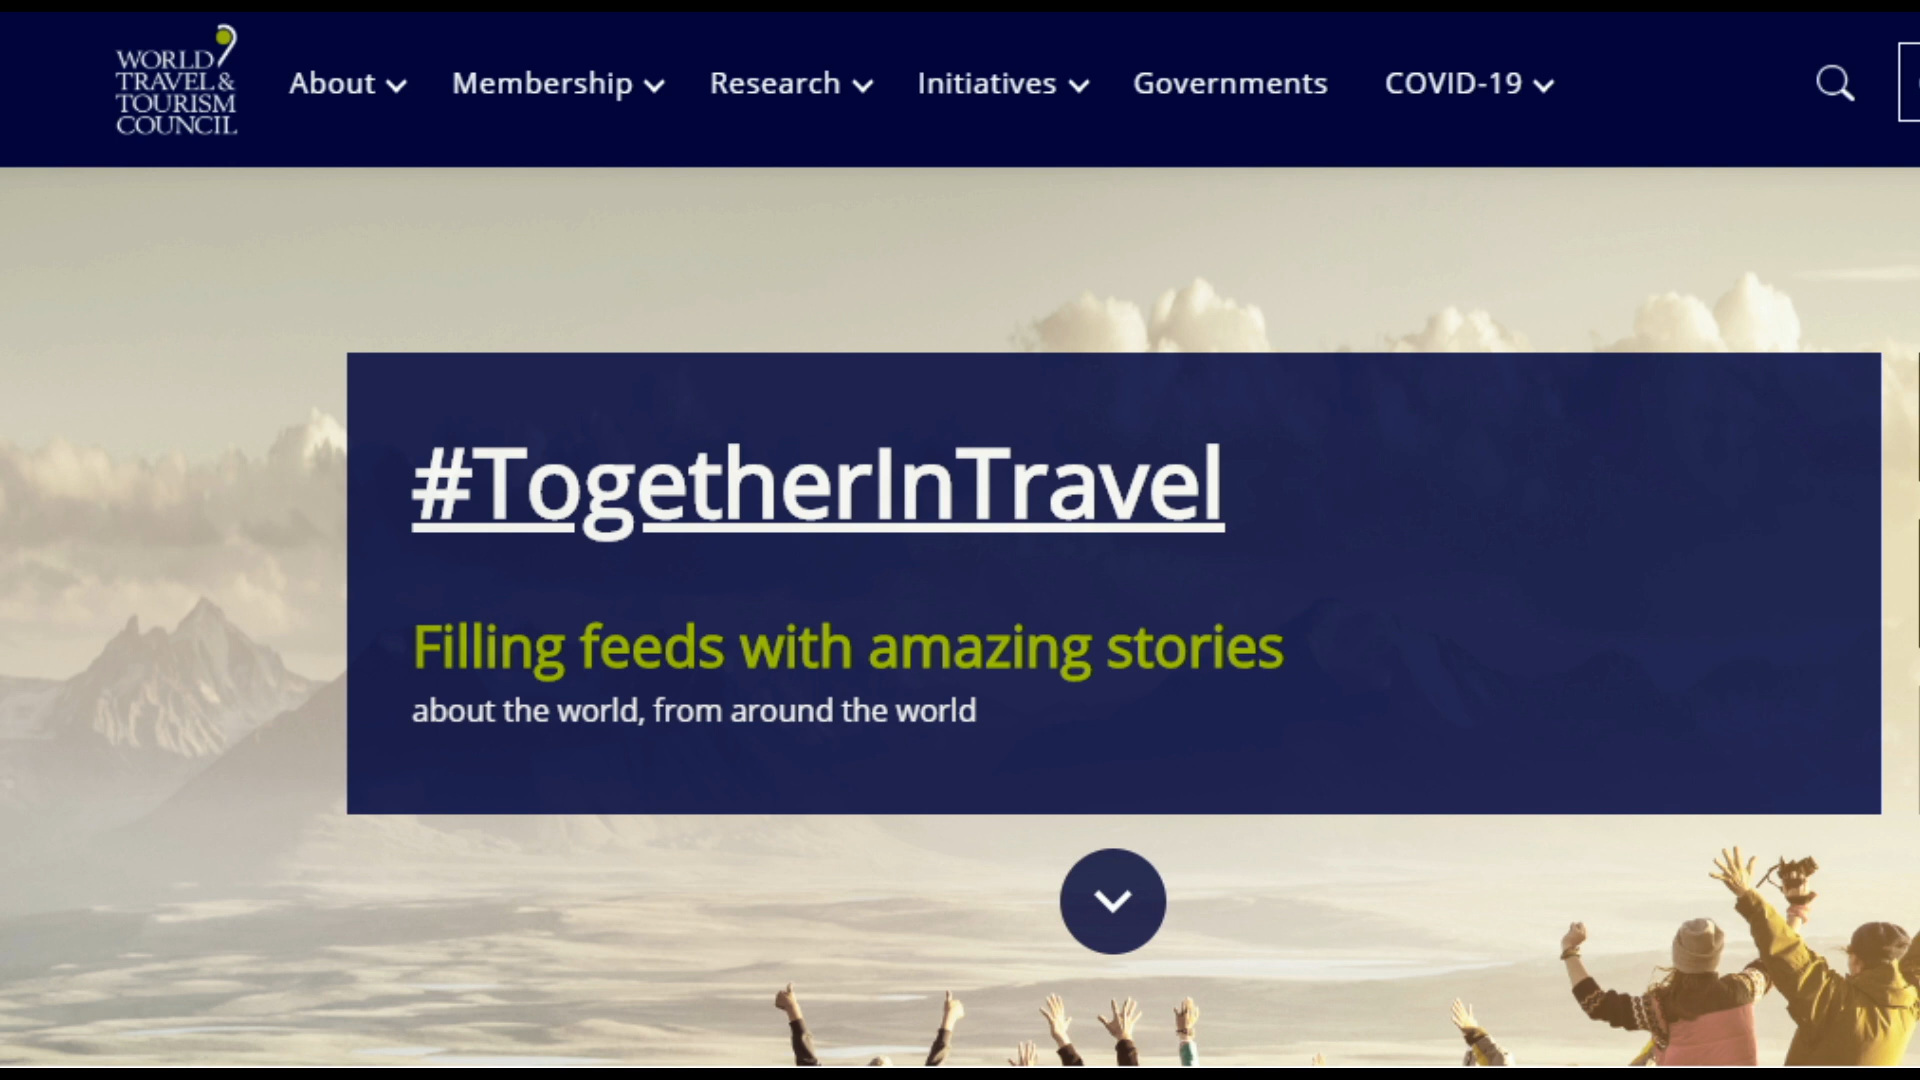 WORLD
TRAVEL &
TOURISM
COUNCIL
About Membership Research Initiatives Governments COVID-19
#TogetherInTravel
Filling feeds with amazing stories
about the world, from around the world